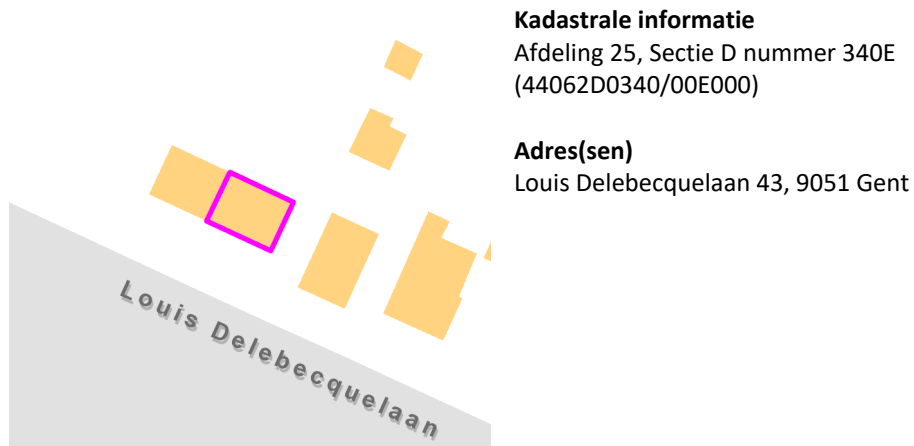 Kadastrale informatie
Afdeling 25, Sectie D nummer 340E
(44062D0340/00E000)
Adres(sen)
Louis Delebecquelaan 43, 9051 Gent
Louis Delebecquelaan